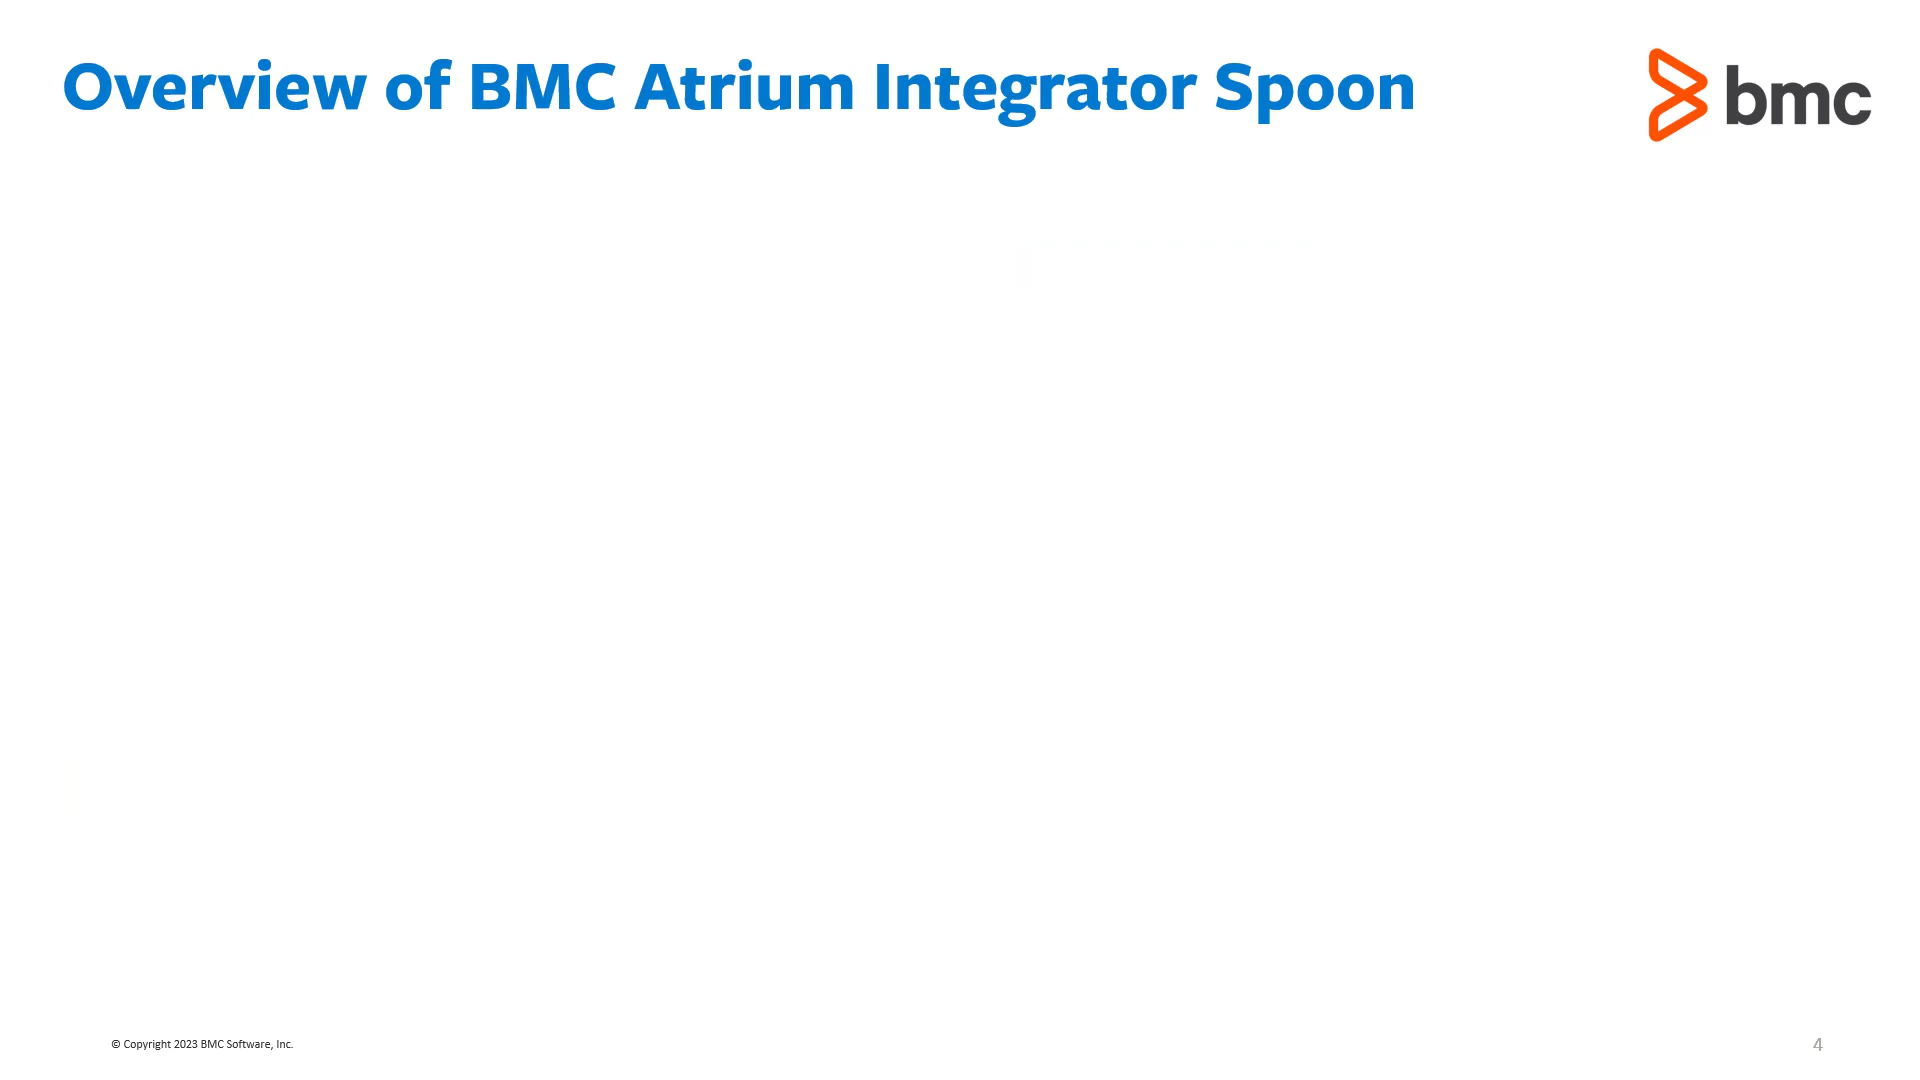 Overview of BMC Atrium Integrator Spoon
bmc
© Copyright 2023 BMC Software, Inc.
4